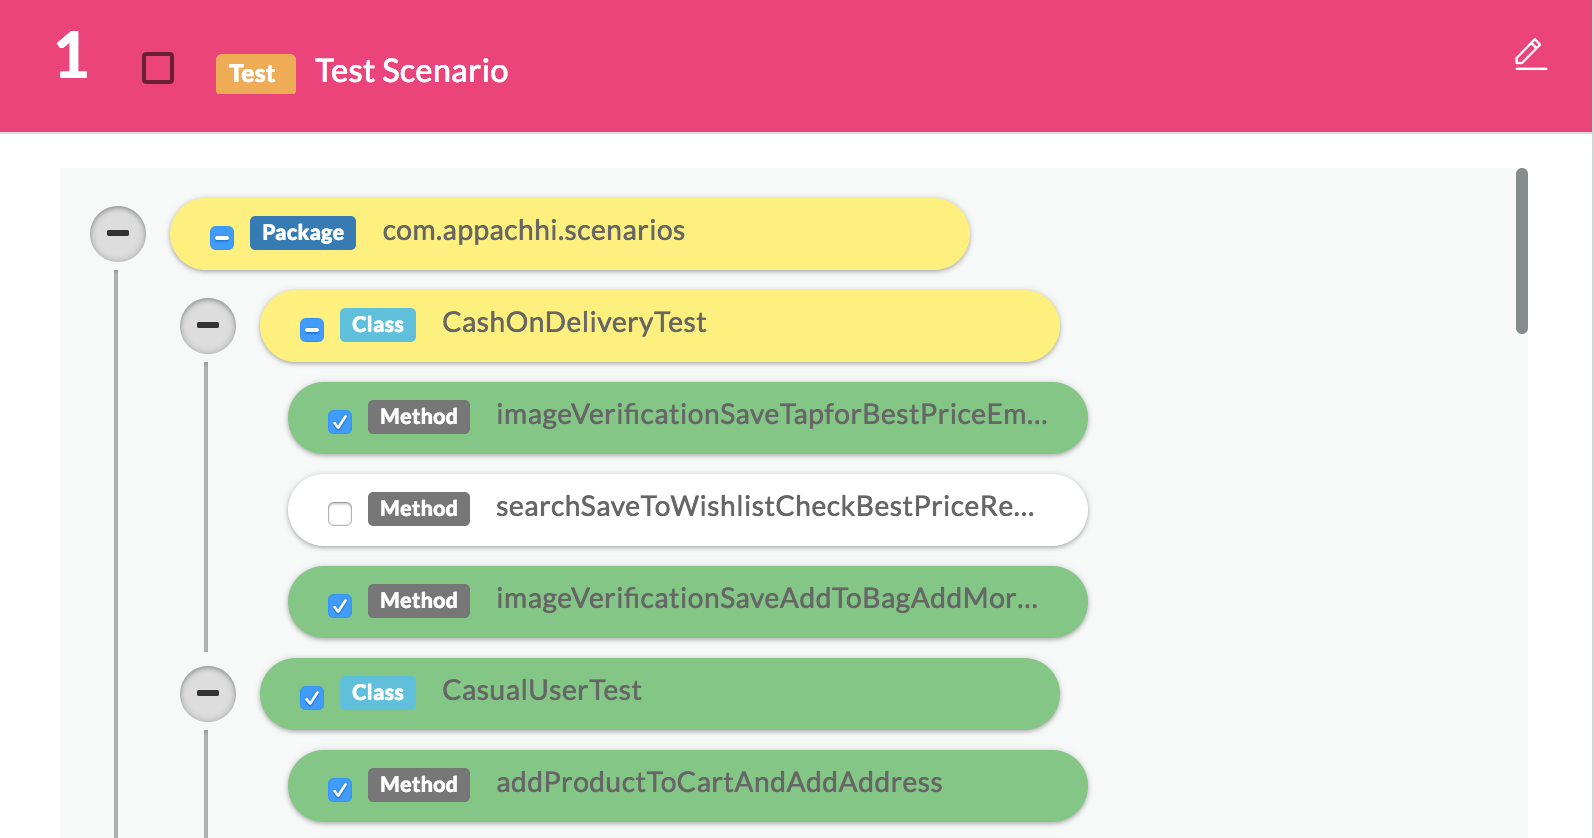 1 Test Test Scenario
Package com.appachhi.scenarios
Class CashOnDeliveryTest
Method imageVerificationSaveTapforBestPriceEm...
Method searchSaveToWishlistCheckBestPriceRe...
Method imageVerificationSaveAddToBagAddMor...
Class CasualUserTest
Method addProductToCartAndAddAddress